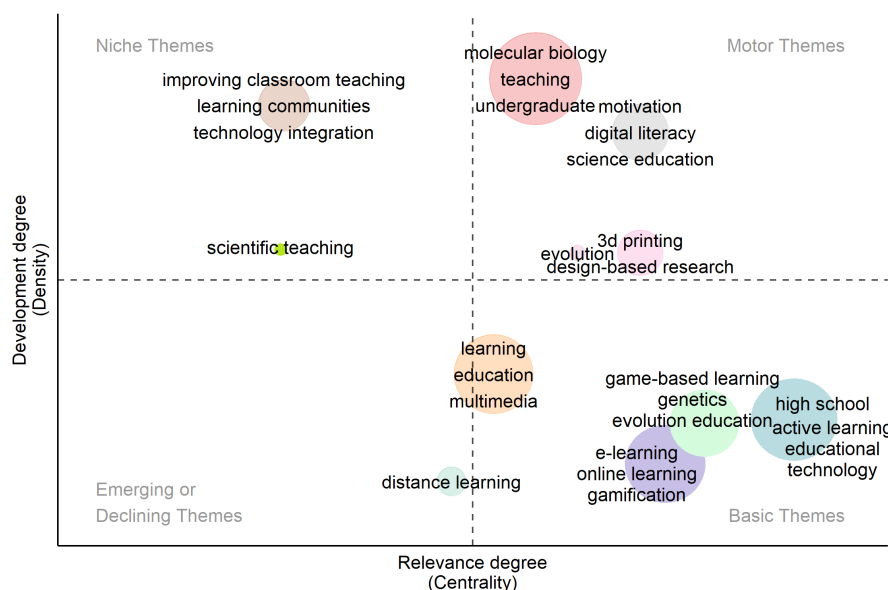 Niche Themes
Motor Themes
molecular biology
teaching
undergraduate
improving classroom teaching
learning communities
technology integration
motivation
digital literacy
science education
scientific teaching
evolution
3d printing
design-based research
Development degree
(Density)
learning
education
multimedia
game-based learning
genetics
evolution education
high school
active learning
educational
technology
e-learning
online learning
gamification
distance learning
Emerging or
Declining Themes
Basic Themes
Relevance degree
(Centrality)